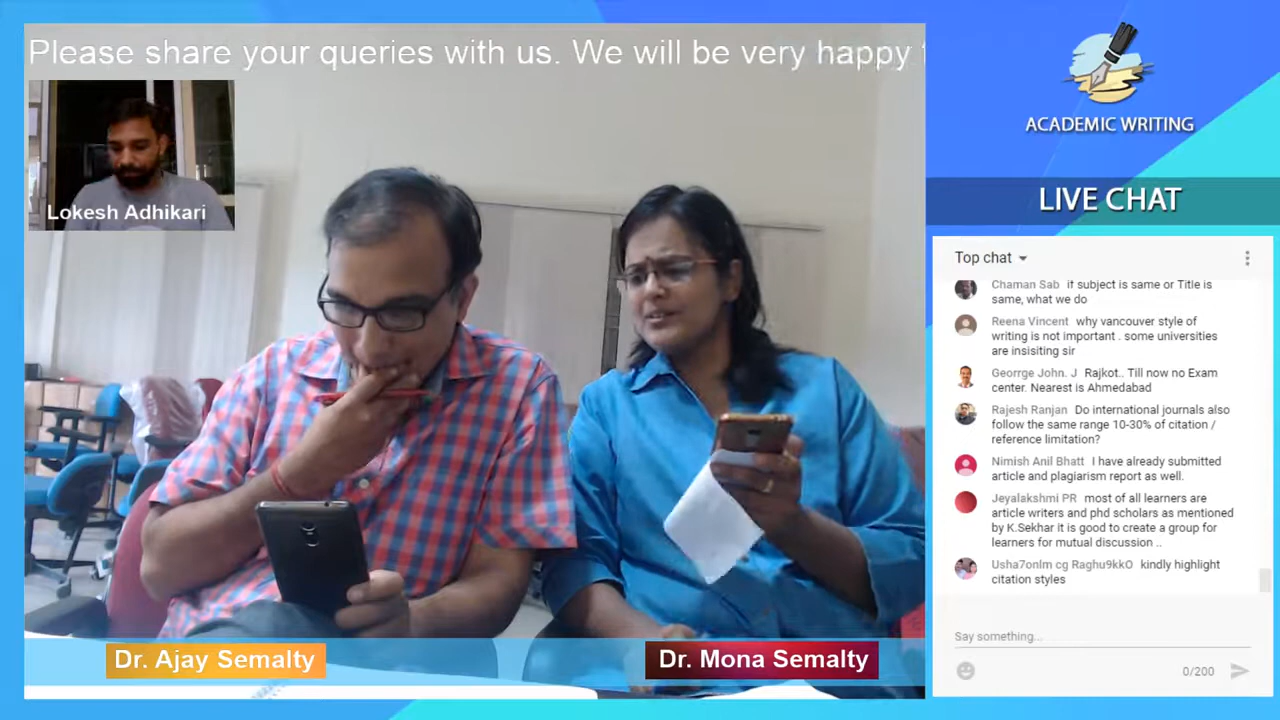 Please share your queries with us. We will be very happy
Lokesh Adhikari
Dr. Ajay Semalty
Dr. Mona Semalty
ACADEMIC WRITING
LIVE CHAT
Top chat
Chaman Sab if subject is same or Title is
same, what we do
Reena Vincent why vancouver style of
writing is not important . some universities
are insisiting sir
Georrge John. J Rajkot.. Till now no Exam
center. Nearest is Ahmedabad
Rajesh Ranjan Do international journals also
follow the same range 10-30% of citation /
reference limitation?
Nimish Anil Bhatt I have already submitted
article and plagiarism report as well.
Jeyalakshmi PR most of all learners are
article writers and phd scholars as mentioned
by K.Sekhar it is good to create a group for
learners for mutual discussion ..
Usha7onlm cg Raghu9kkO kindly highlight
citation styles
Say something...
0/200